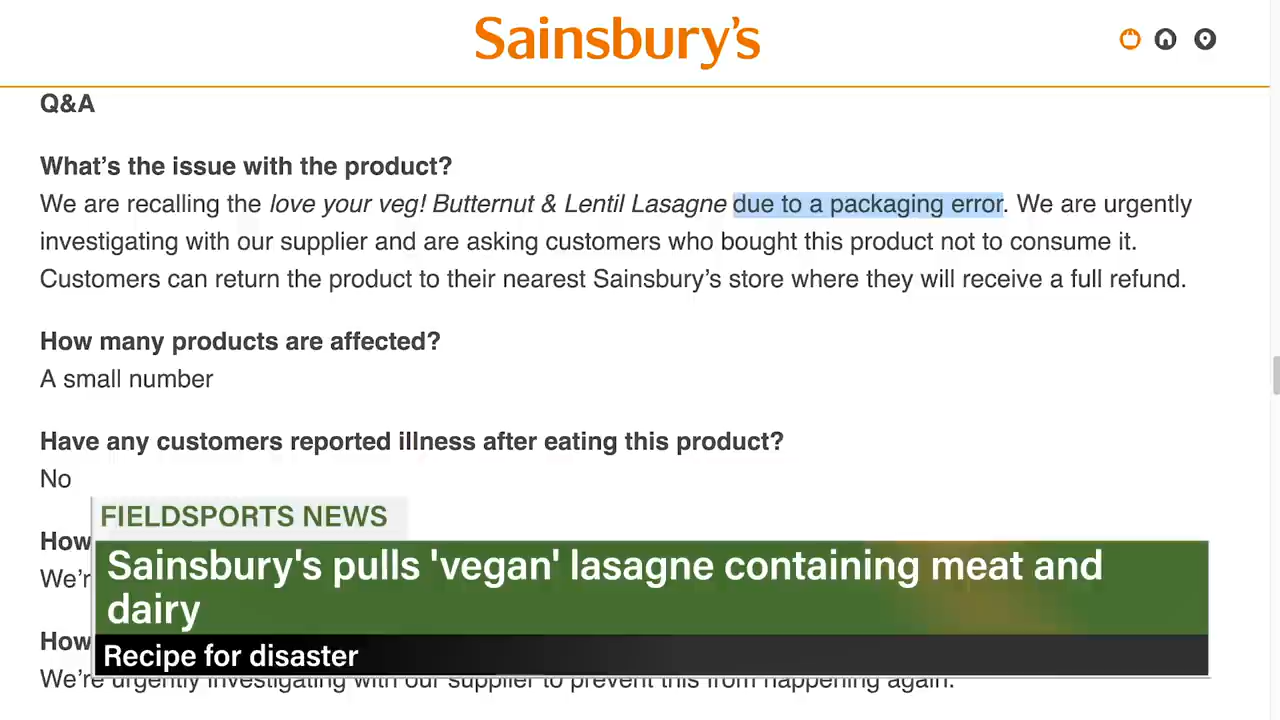 Sainsbury's
Q&A
What's the issue with the product?
We are recalling the love your veg! Butternut & Lentil Lasagne due to a packaging error. We are urgently
investigating with our supplier and are asking customers who bought this product not to consume it.
Customers can return the product to their nearest Sainsbury's store where they will receive a full refund.
How many products are affected?
A small number
Have any customers reported illness after eating this product?
No
FIELDSPORTS NEWS
How
Sainsbury's pulls 'vegan' lasagne containing meat and
We'r
dairy
How
Recipe for disaster
We're urgently investigating with our supplier to prevent this from happening again.